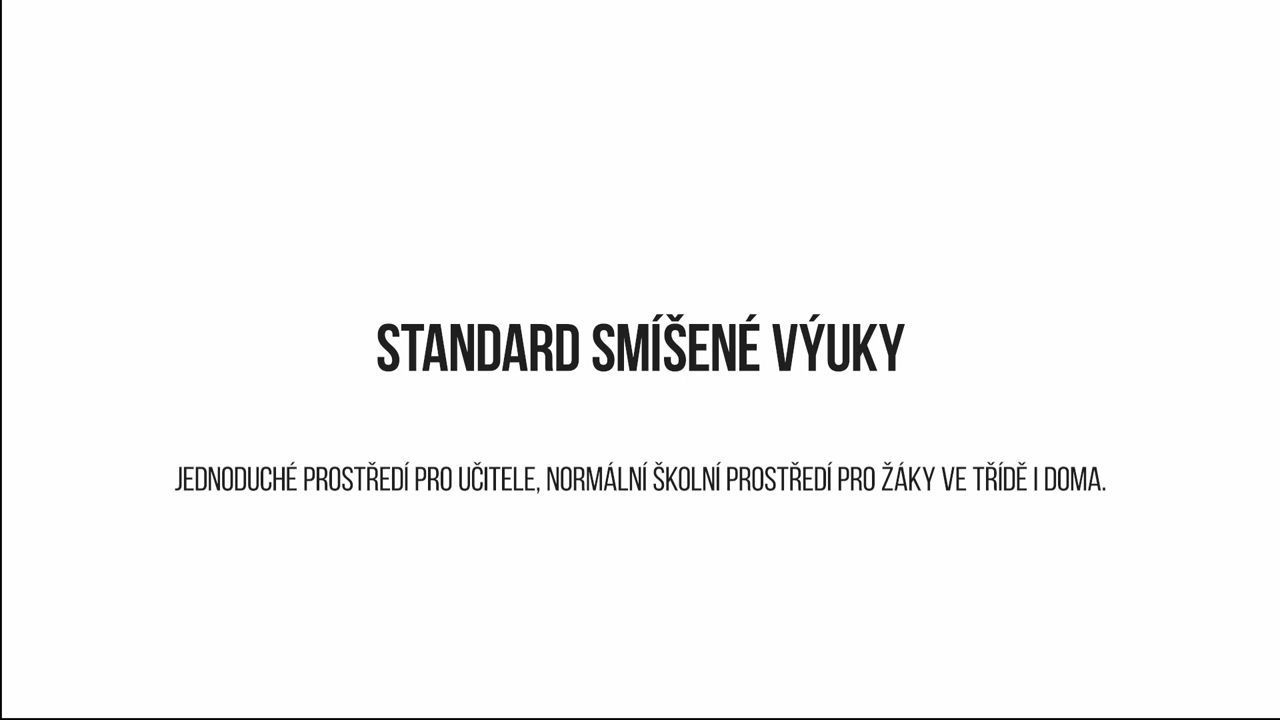 STANDARD SMÍŠENÉ VÝUKY
JEDNODUCHÉ PROSTŘEDÍ PRO UČITELE, NORMÁLNÍ ŠKOLNÍ PROSTŘEDÍ PRO ŽÁKY VE TŘÍDĚ I DOMA.